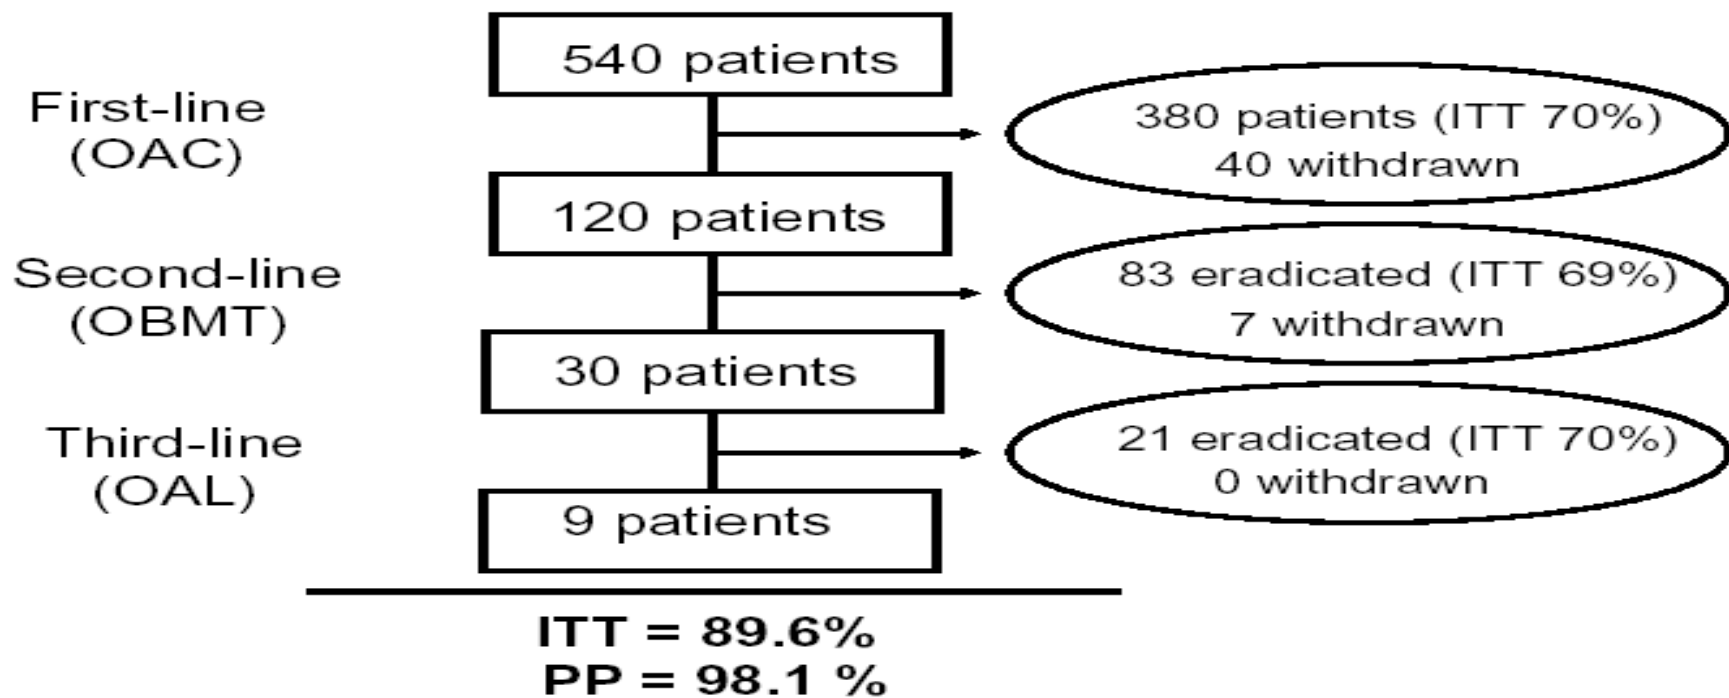 540 patients
First-line
(OAC)
380 patients (ITT 70%)
40 withdrawn
120 patients
Second-line
(OBMT)
83 eradicated (ITT 69%)
7 withdrawn
30 patients
Third-line
(OAL)
21 eradicated (ITT 70%)
0 withdrawn
9 patients
ITT = 89.6%
PP = 98.1 %